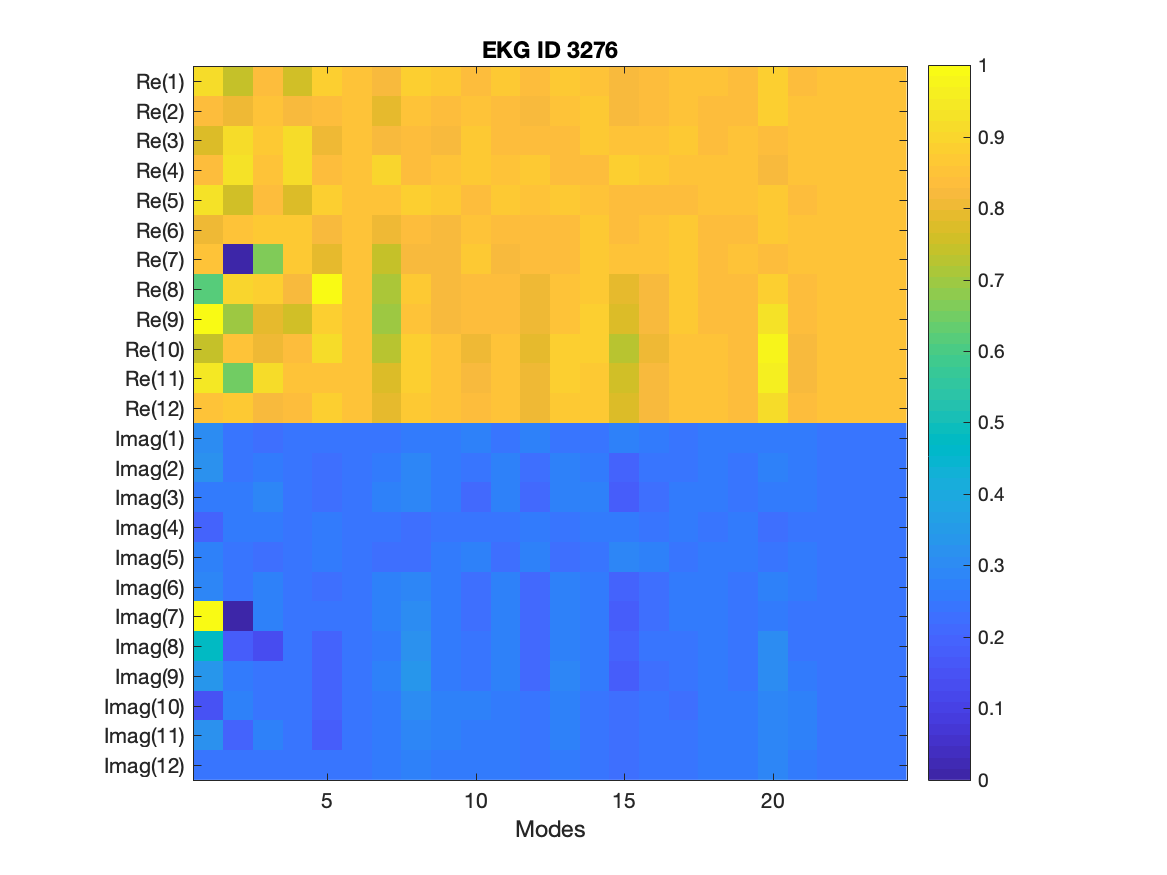 EKG ID 3276
Re(1)
Re(2)
Re(3)
Re(4)
Re(5)
Re(6)
Re(7)
Re(8)
Re(9)
Re(10)
Re(11)
Re(12)
Imag(1)
Imag(2)
Imag(3)
Imag(4)
Imag(5)
Imag(6)
Imag(7)
Imag(8)
Imag(9)
Imag(10)
Imag(11)
Imag(12)
5 10 15 20
Modes
1
0.9
0.8
0.7
0.6
0.5
0.4
0.3
0.2
0.1
0